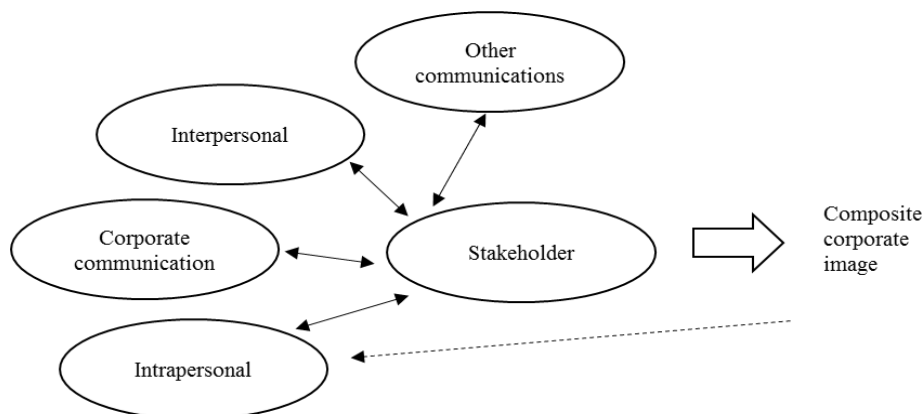 Other
communications
Interpersonal
Corporate
communication
Stakeholder
Composite
corporate
image
Intrapersonal